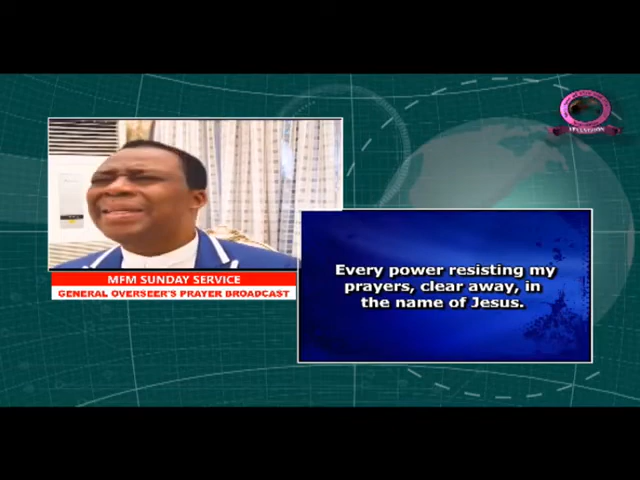 MFM SUNDAY SERVICE
GENERAL OVERSEER'S PRAYER BROADCAST
Every power resisting my
prayers, clear away, in
the name of Jesus.